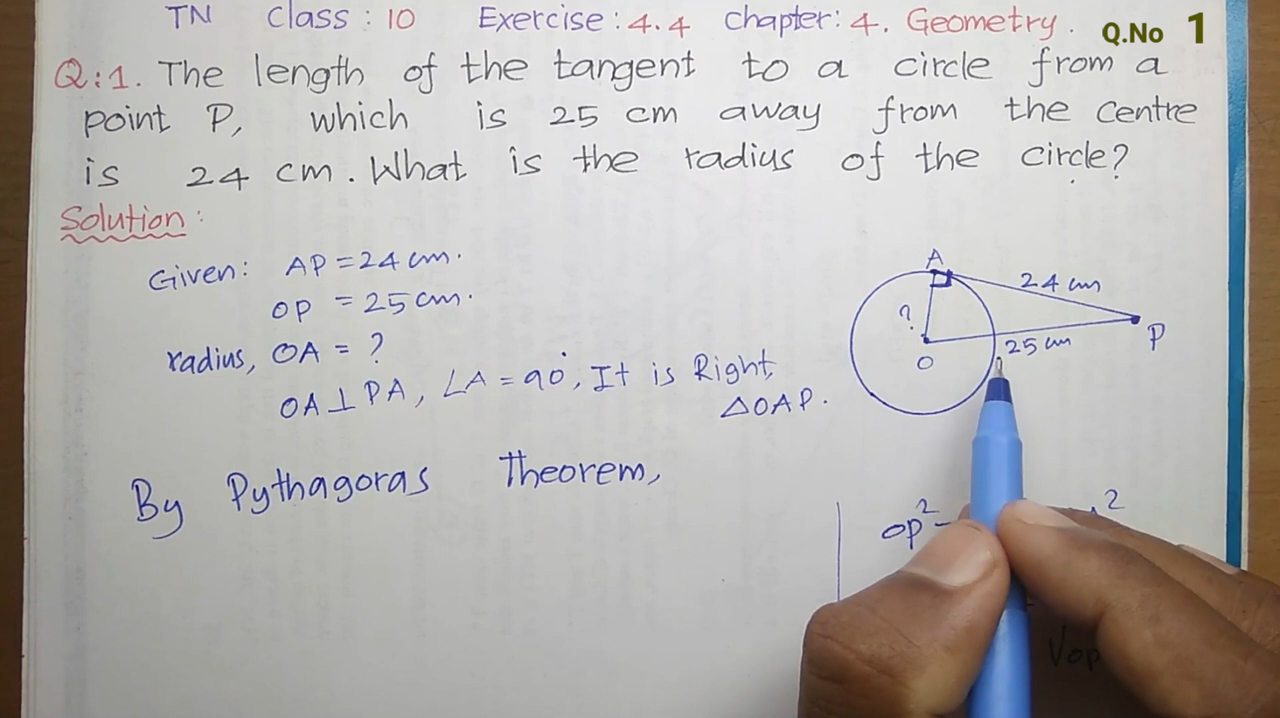 TN Class : 10 Exercise : 4.4 Chapter: 4. Geometry. Q.No 1
Q:1. The length of the tangent to a circle from a
point P, which is 25 cm away from the centre
is 24 cm. What is the radius of the circle?
Solution:
Given: AP = 24 cm.
OP = 25 cm.
radius, OA = ?
OA ⊥ PA, ∠A = 90°, It is Right
△OAP.
A
24 cm
?
P
25 cm
O
By Pythagoras Theorem,
OP²
²